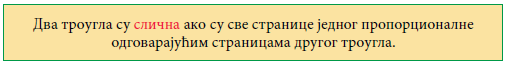 Два троугла су слична ако су све странице једног пропорционалне
одговарајућим страницама другог троугла.